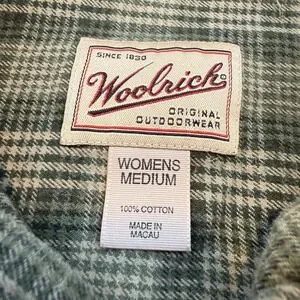 SINCE 1830
Woolrich
ORIGINAL
OUTDOORWEAR
WOMENS
MEDIUM
100% COTTON
MADE IN
MACAU